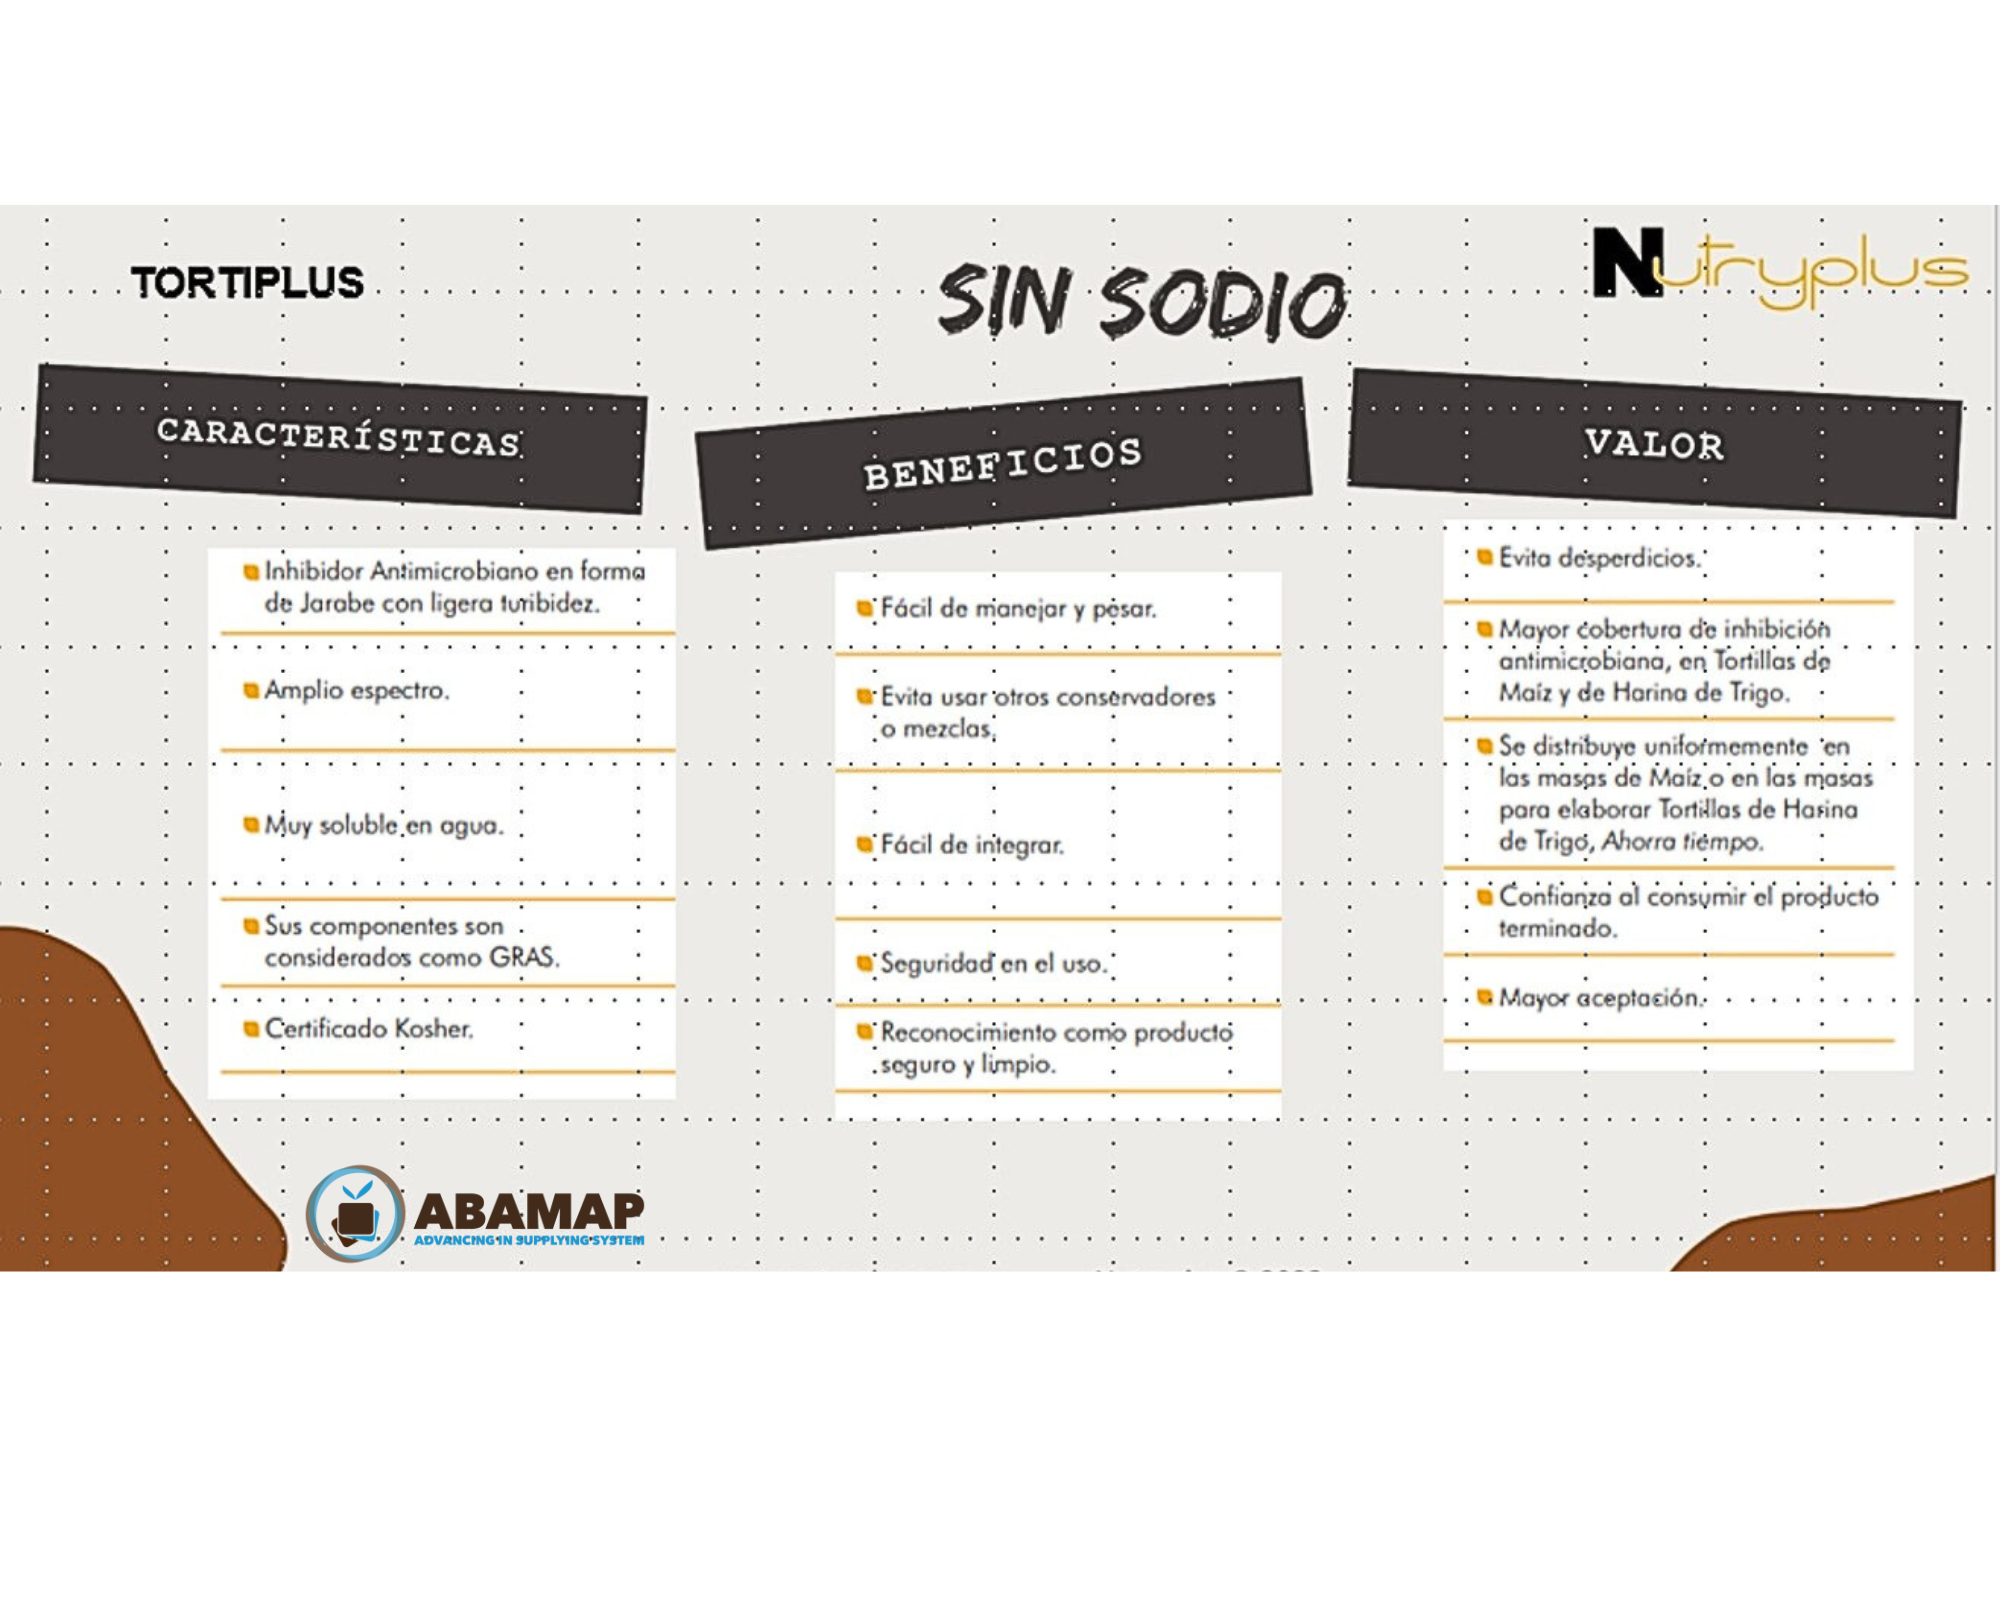 TORTIPLUS
SIN SODIO
Nutryplus
CARACTERÍSTICAS
Inhibidor Antimicrobiano en forma
de Jarabe con ligera turibidez.
Amplio espectro.
Muy soluble en agua.
Sus componentes son
considerados como GRAS.
Certificado Kosher.
BENEFICIOS
Fácil de manejar y pesar.
Evita usar otros conservadores
o mezclas.
Fácil de integrar.
Seguridad en el uso.
Reconocimiento como producto
seguro y limpio.
VALOR
Evita desperdicios.
Mayor cobertura de inhibición
antimicrobiana, en Tortillas de
Maíz y de Harina de Trigo.
Se distribuye uniformemente en
las masas de Maíz o en las masas
para elaborar Tortillas de Harina
de Trigo, Ahorra tiempo.
Confianza al consumir el producto
terminado.
Mayor aceptación.
ABAMAP
ADVANCING IN SUPPLYING SYSTEM